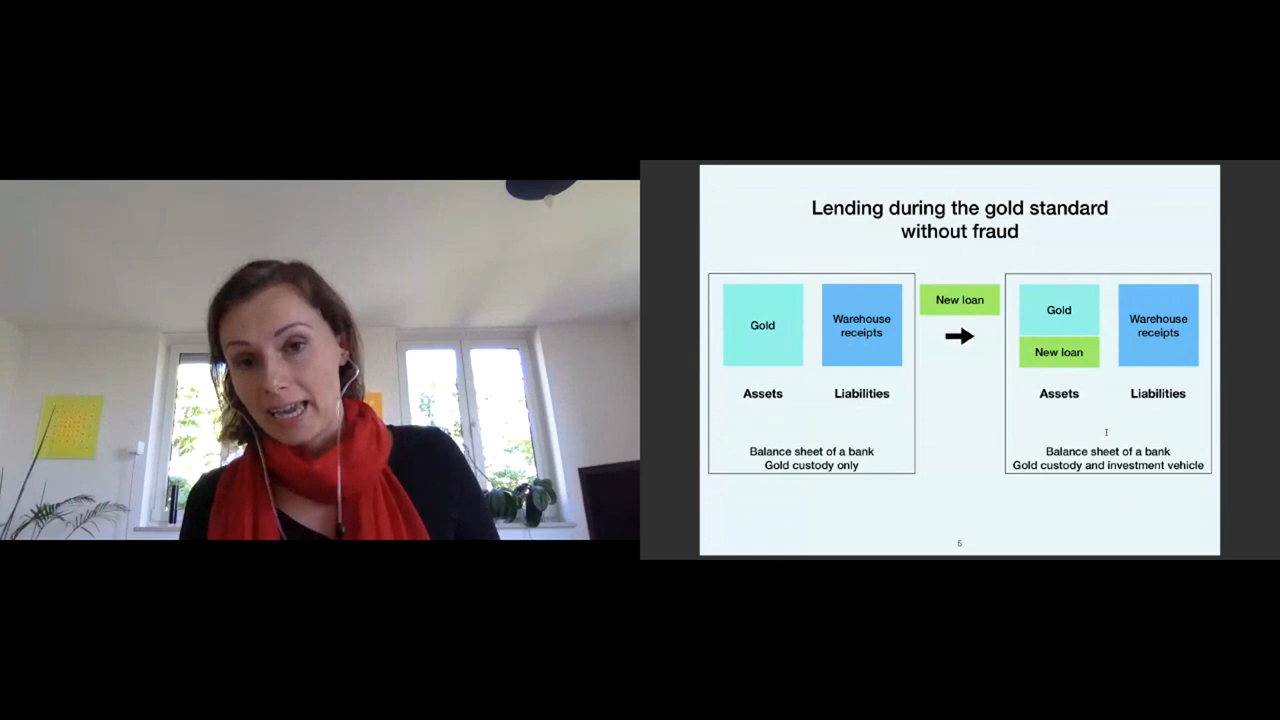 Lending during the gold standard
without fraud
Gold
Warehouse
receipts
Assets
Liabilities
Balance sheet of a bank
Gold custody only
New loan
Gold
New loan
Warehouse
receipts
Assets
Liabilities
Balance sheet of a bank
Gold custody and investment vehicle
5